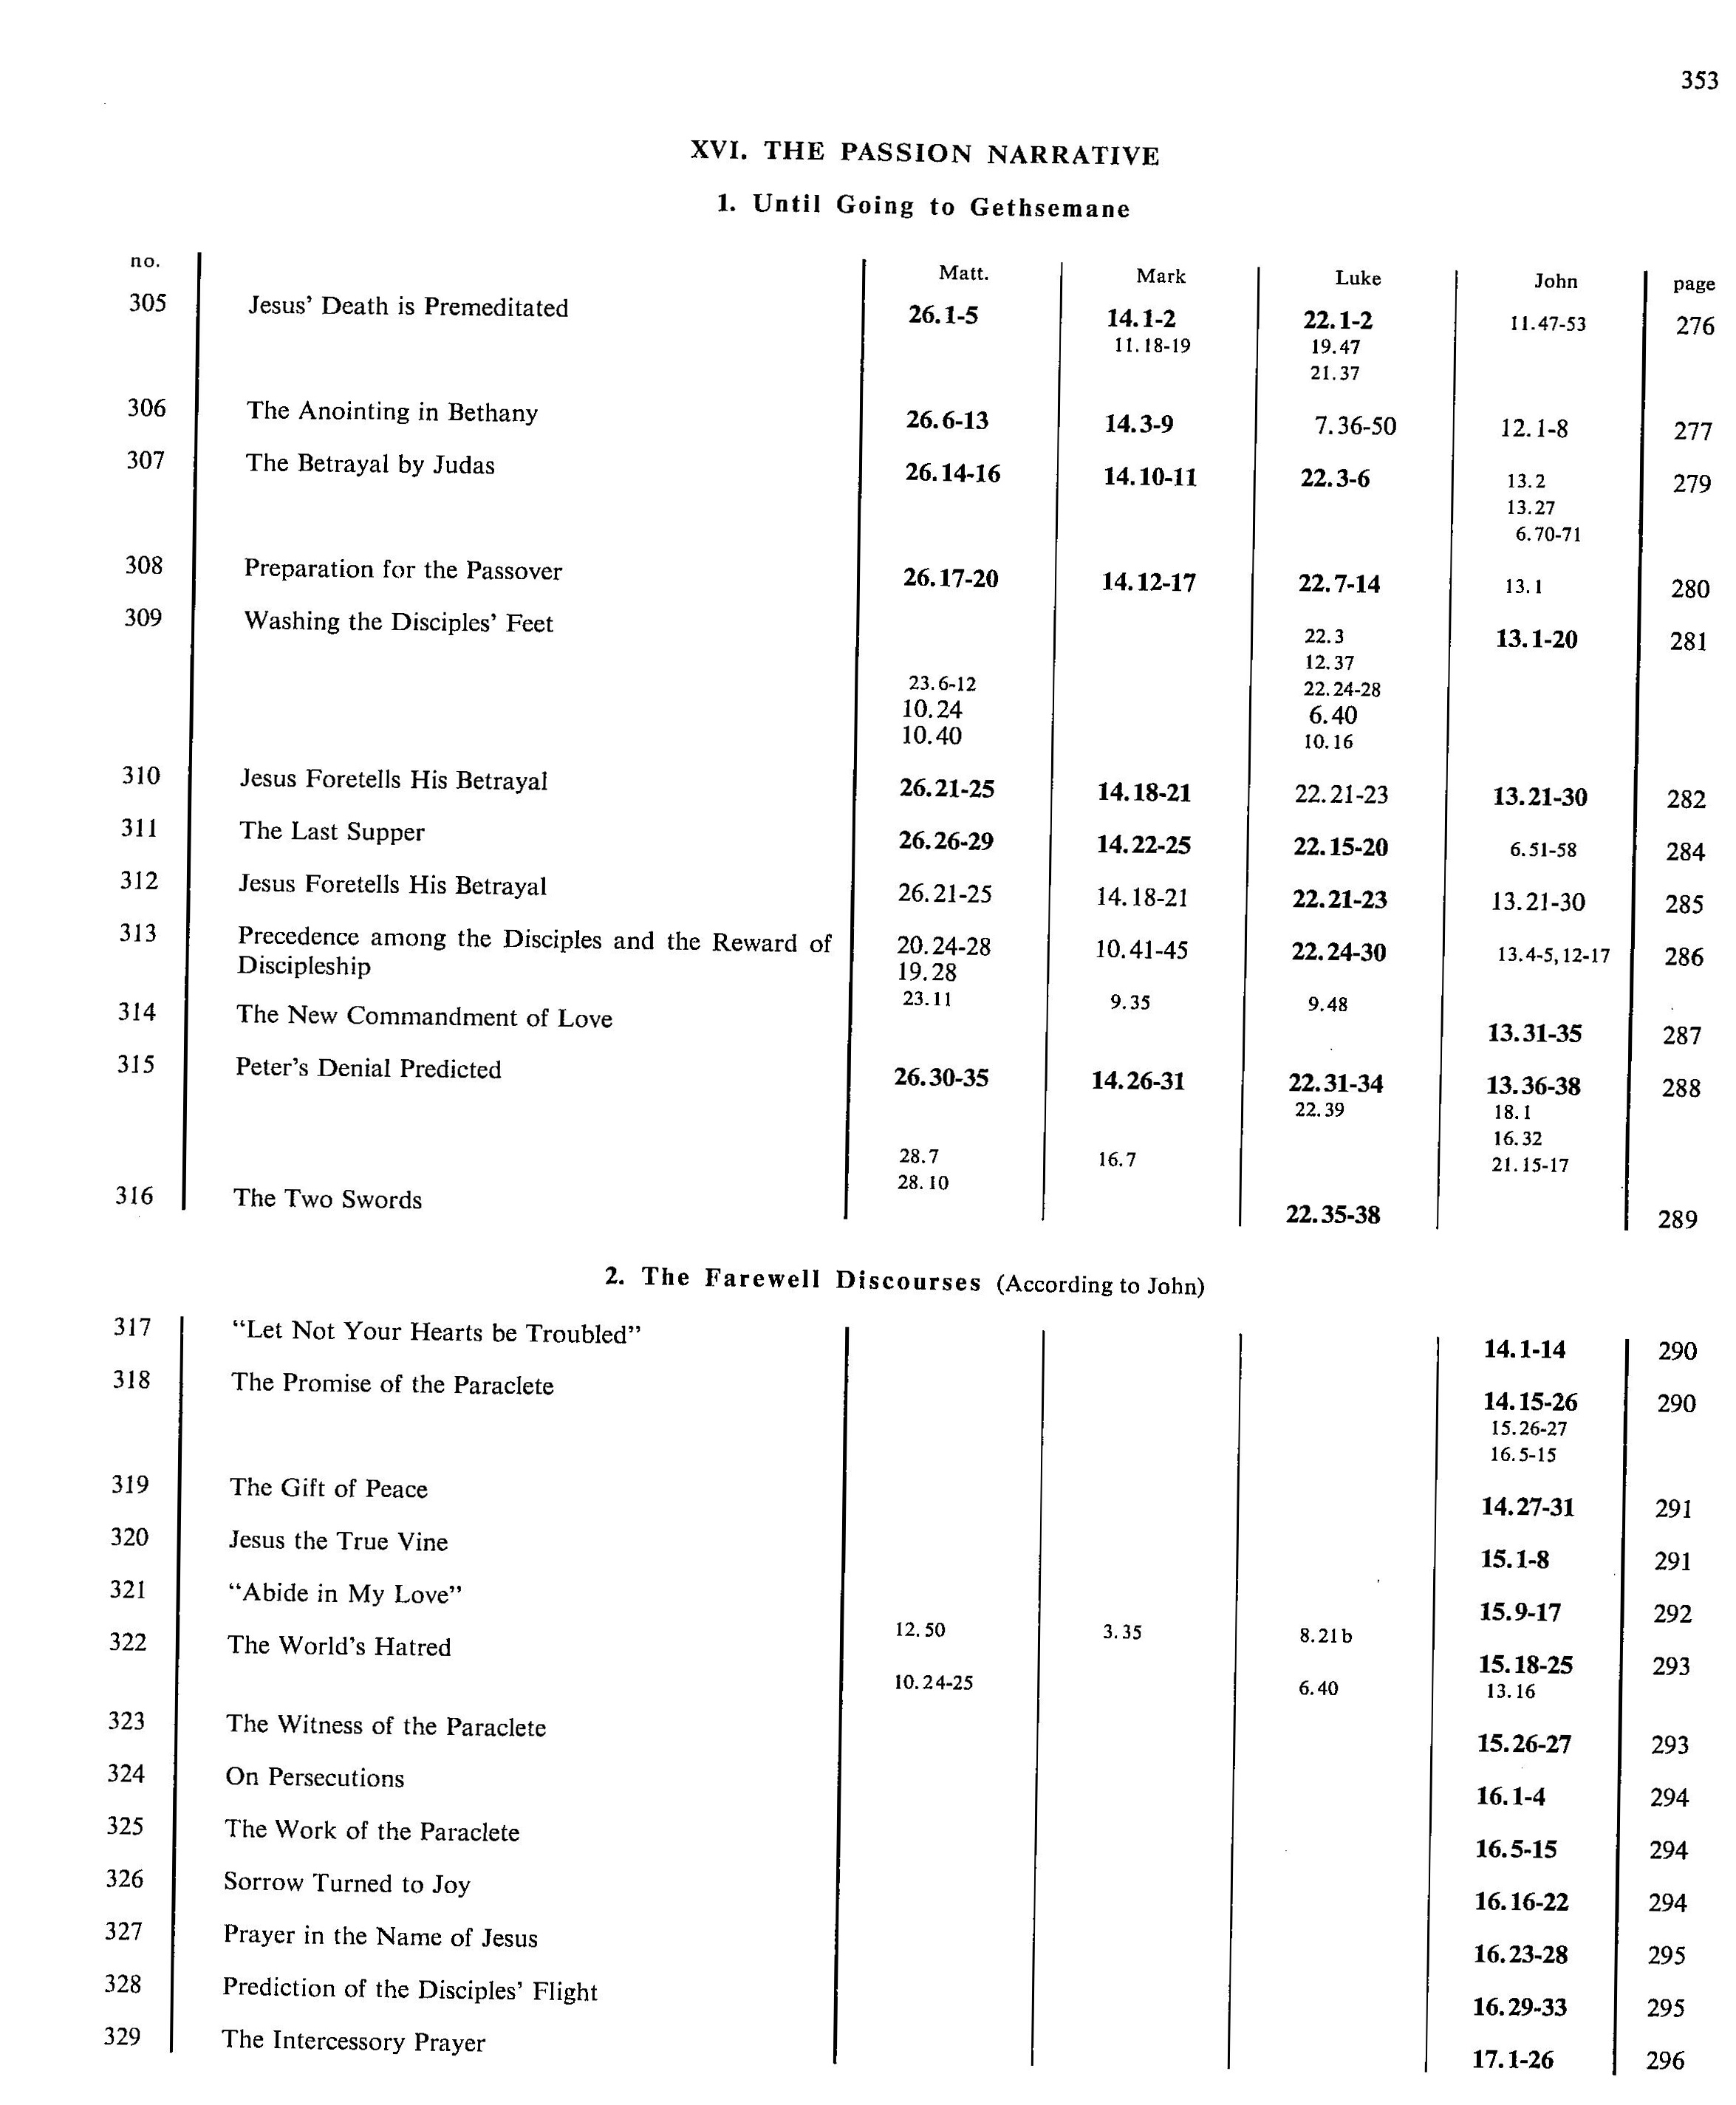 353
XVI. THE PASSION NARRATIVE
1. Until Going to Gethsemane
no. Matt. Mark Luke John page
305 Jesus’ Death is Premeditated 26.1-5 14.1-2 22.1-2 11.47-53 276
11.18-19 19.47
21.37
306 The Anointing in Bethany 26.6-13 14.3-9 7.36-50 12.1-8 277
307 The Betrayal by Judas 26.14-16 14.10-11 22.3-6 13.2 279
13.27
6.70-71
308 Preparation for the Passover 26.17-20 14.12-17 22.7-14 13.1 280
309 Washing the Disciples’ Feet 22.3 13.1-20 281
12.37
23.6-12 22.24-28
10.24 6.40
10.40 10.16
310 Jesus Foretells His Betrayal 26.21-25 14.18-21 22.21-23 13.21-30 282
311 The Last Supper 26.26-29 14.22-25 22.15-20 6.51-58 284
312 Jesus Foretells His Betrayal 26.21-25 14.18-21 22.21-23 13.21-30 285
313 Precedence among the Disciples and the Reward of 20.24-28 10.41-45 22.24-30 13.4-5, 12-17 286
Discipleship 19.28
23.11 9.35 9.48
314 The New Commandment of Love 13.31-35 287
315 Peter’s Denial Predicted 26.30-35 14.26-31 22.31-34 13.36-38 288
22.39 18.1
16.32
28.7 16.7 21.15-17
28.10
316 The Two Swords 22.35-38 289
2. The Farewell Discourses (According to John)
317 “Let Not Your Hearts be Troubled” 14.1-14 290
318 The Promise of the Paraclete 14.15-26 290
15.26-27
16.5-15
319 The Gift of Peace 14.27-31 291
320 Jesus the True Vine 15.1-8 291
321 “Abide in My Love” 15.9-17 292
12.50 3.35 8.21b
322 The World's Hatred 15.18-25 293
10.24-25 6.40 13.16
323 The Witness of the Paraclete 15.26-27 293
324 On Persecutions 16.1-4 294
325 The Work of the Paraclete 16.5-15 294
326 Sorrow Turned to Joy 16.16-22 294
327 Prayer in the Name of Jesus 16.23-28 295
328 Prediction of the Disciples’ Flight 16.29-33 295
329 The Intercessory Prayer 17.1-26 296